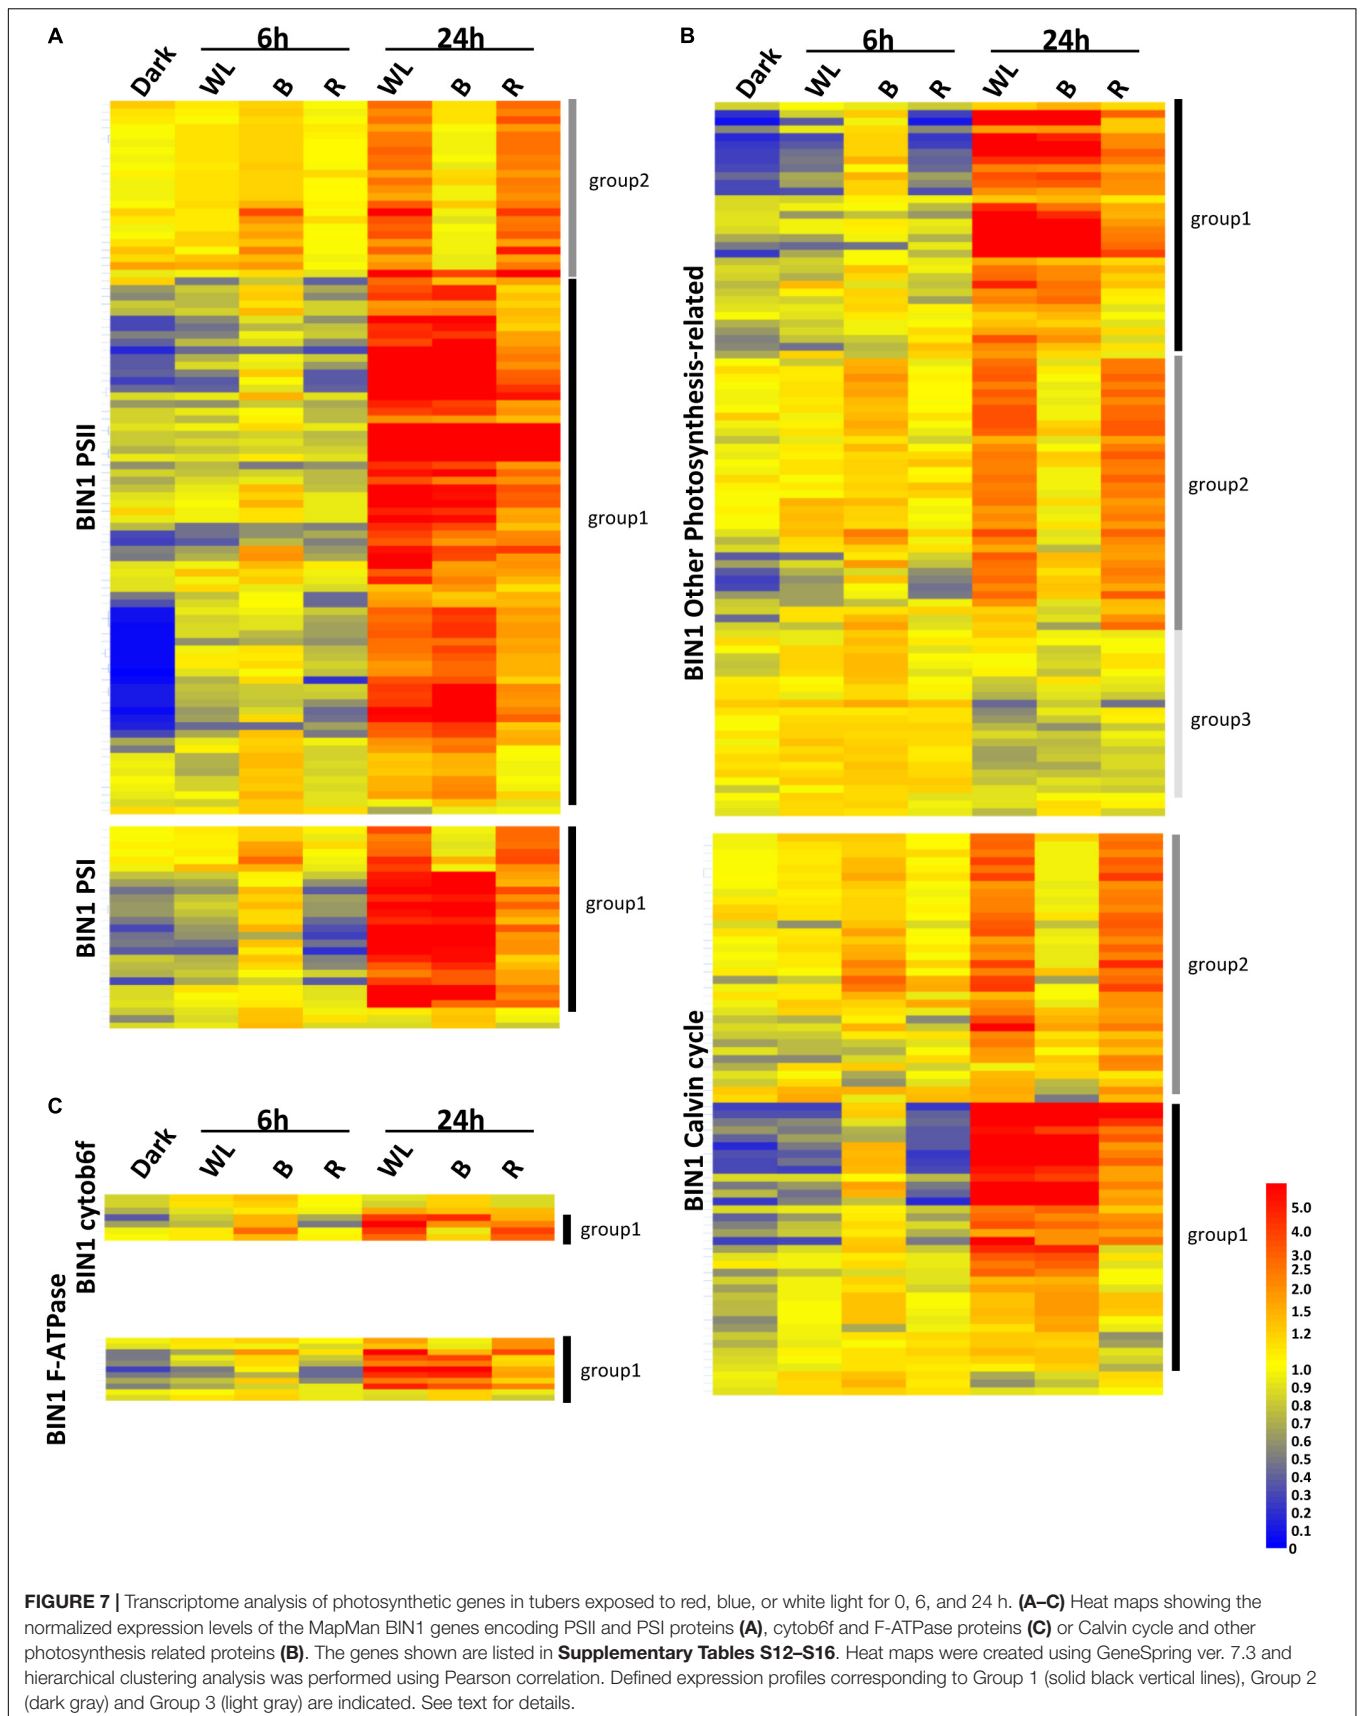 A
6h
24h
Dark
WL
B
R
WL
B
R
group2
group1
BIN1 PSII
group1
BIN1 PSI
B
6h
24h
Dark
WL
B
R
WL
B
R
group1
group2
group3
BIN1 Other Photosynthesis-related
group2
group1
BIN1 Calvin cycle
C
6h
24h
Dark
WL
B
R
WL
B
R
group1
BIN1 cytob6f
group1
BIN1 F-ATPase
5.0
4.0
3.0
2.5
2.0
1.5
1.2
1.0
0.9
0.8
0.7
0.6
0.5
0.4
0.3
0.2
0.1
0
FIGURE 7 | Transcriptome analysis of photosynthetic genes in tubers exposed to red, blue, or white light for 0, 6, and 24 h. (A–C) Heat maps showing the
normalized expression levels of the MapMan BIN1 genes encoding PSII and PSI proteins (A), cytob6f and F-ATPase proteins (C) or Calvin cycle and other
photosynthesis related proteins (B). The genes shown are listed in Supplementary Tables S12–S16. Heat maps were created using GeneSpring ver. 7.3 and
hierarchical clustering analysis was performed using Pearson correlation. Defined expression profiles corresponding to Group 1 (solid black vertical lines), Group 2
(dark gray) and Group 3 (light gray) are indicated. See text for details.